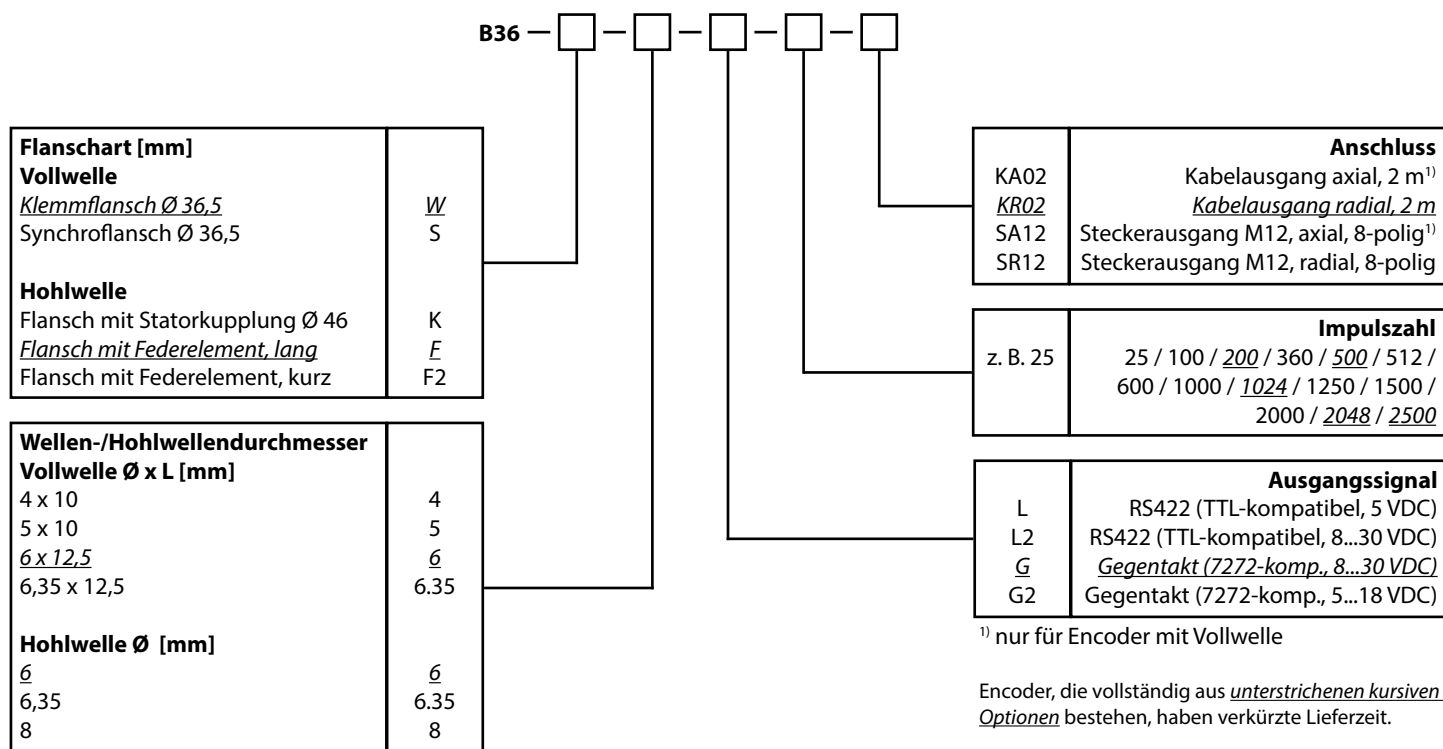 B36 — — — — —
Flanschart [mm]
Vollwelle
Klemmflansch Ø 36,5 W
Synchroflansch Ø 36,5 S
Hohlwelle
Flansch mit Statorkupplung Ø 46 K
Flansch mit Federelement, lang F
Flansch mit Federelement, kurz F2
Wellen-/Hohlwellendurchmesser
Vollwelle Ø x L [mm]
4 x 10 4
5 x 10 5
6 x 12,5 6
6,35 x 12,5 6.35
Hohlwelle Ø [mm]
6 6
6,35 6.35
8 8
Anschluss
KA02 Kabelausgang axial, 2 m1)
KR02 Kabelausgang radial, 2 m
SA12 Steckerausgang M12, axial, 8-polig1)
SR12 Steckerausgang M12, radial, 8-polig
Impulszahl
z. B. 25 25 / 100 / 200 / 360 / 500 / 512 /
600 / 1000 / 1024 / 1250 / 1500 /
2000 / 2048 / 2500
Ausgangssignal
L RS422 (TTL-kompatibel, 5 VDC)
L2 RS422 (TTL-kompatibel, 8...30 VDC)
G Gegentakt (7272-komp., 8...30 VDC)
G2 Gegentakt (7272-komp., 5...18 VDC)
1) nur für Encoder mit Vollwelle
Encoder, die vollständig aus unterstrichenen kursiven
Optionen bestehen, haben verkürzte Lieferzeit.